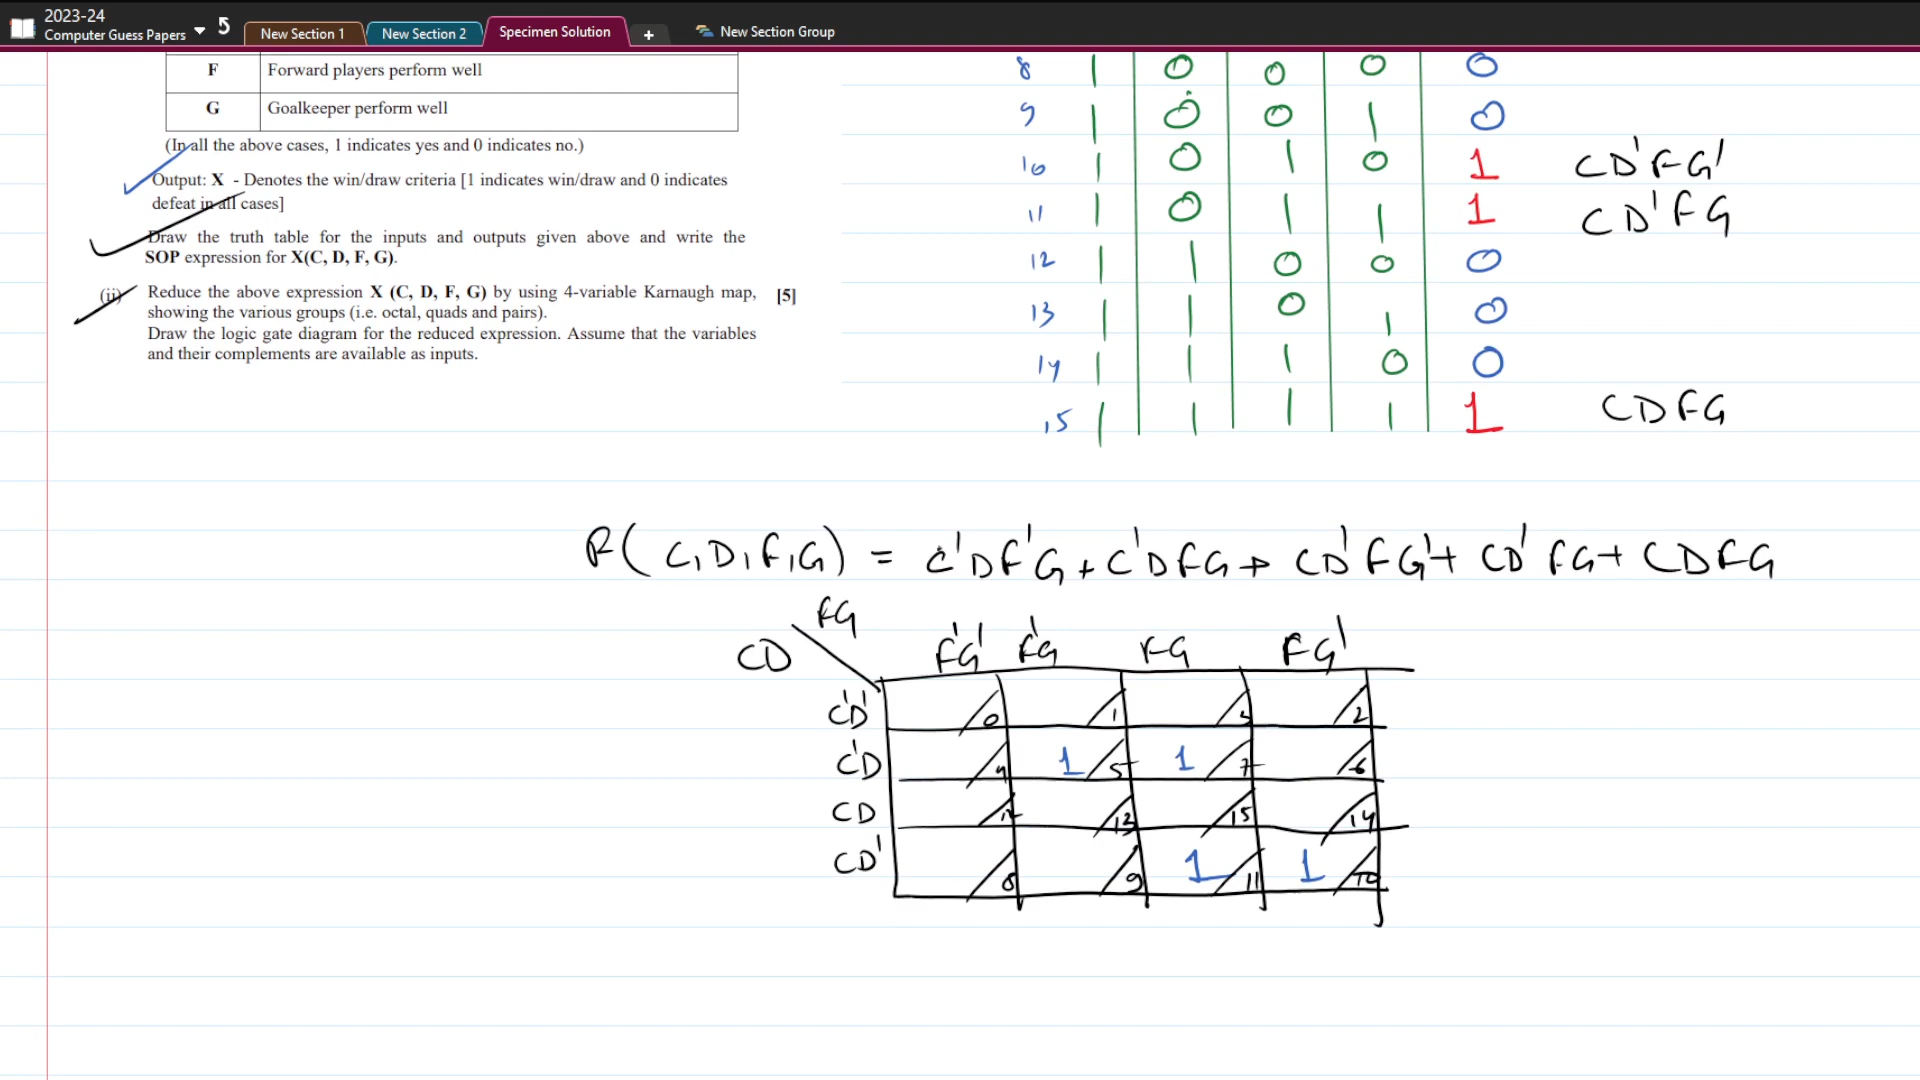 2023-24
Computer Guess Papers
New Section 1
New Section 2
Specimen Solution
+
New Section Group
F Forward players perform well
G Goalkeeper perform well
(In all the above cases, 1 indicates yes and 0 indicates no.)
Output: X - Denotes the win/draw criteria [1 indicates win/draw and 0 indicates
defeat in all cases]
Draw the truth table for the inputs and outputs given above and write the
SOP expression for X(C, D, F, G).
(ii) Reduce the above expression X (C, D, F, G) by using 4-variable Karnaugh map, [5]
showing the various groups (i.e. octal, quads and pairs).
Draw the logic gate diagram for the reduced expression. Assume that the variables
and their complements are available as inputs.
8 1 0 0 0 0
9 1 0 0 1 0
10 1 0 1 0 1 CD'FG'
11 1 0 1 1 1 CD'FG
12 1 1 0 0 0
13 1 1 0 1 0
14 1 1 1 0 0
15 1 1 1 1 1 CDFG
F(C,D,F,G) = C'DF'G + C'DFG + CD'FG' + CD'FG + CDFG
FG
CD F'G' F'G FG FG'
C'D' 0 1 3 2
C'D 4 1 5 1 7 6
CD 12 13 15 14
CD' 8 9 1 11 1 10